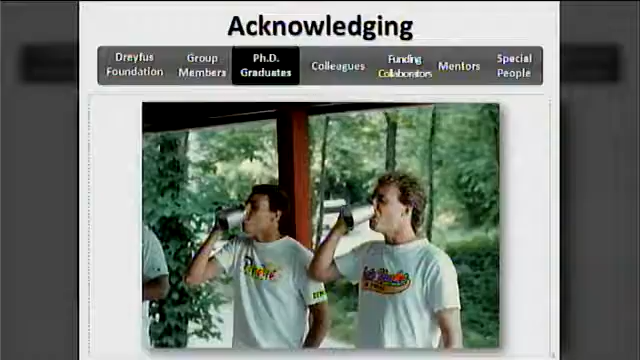 Acknowledging
Dreyfus
Foundation
Group
Members
Ph.D.
Graduates
Colleagues
Funding
Collaborators
Mentors
Special
People